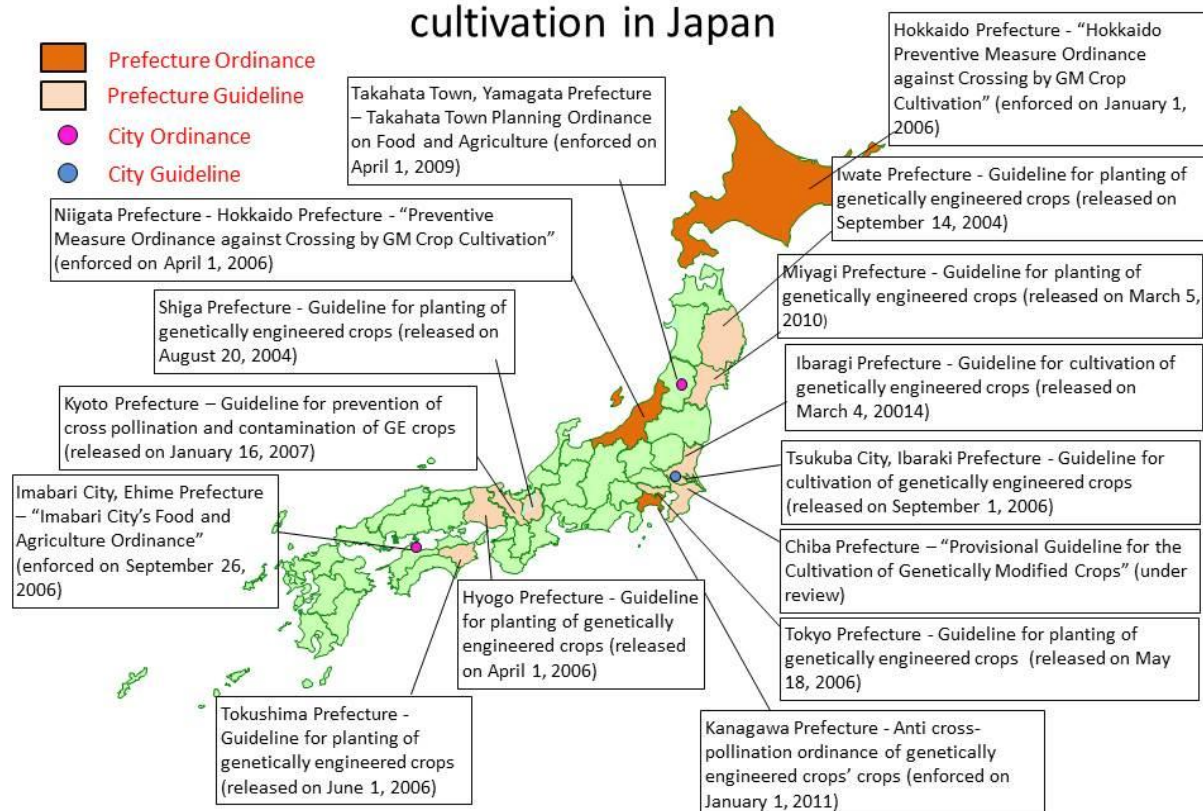 cultivation in Japan
Prefecture Ordinance
Prefecture Guideline
City Ordinance
City Guideline
Hokkaido Prefecture - “Hokkaido
Preventive Measure Ordinance
against Crossing by GM Crop
Cultivation” (enforced on January 1,
2006)
Takahata Town, Yamagata Prefecture
– Takahata Town Planning Ordinance
on Food and Agriculture (enforced on
April 1, 2009)
Iwate Prefecture - Guideline for planting of
genetically engineered crops (released on
September 14, 2004)
Niigata Prefecture - Hokkaido Prefecture - “Preventive
Measure Ordinance against Crossing by GM Crop Cultivation”
(enforced on April 1, 2006)
Miyagi Prefecture - Guideline for planting of
genetically engineered crops (released on March 5,
2010)
Shiga Prefecture - Guideline for planting of
genetically engineered crops (released on
August 20, 2004)
Ibaragi Prefecture - Guideline for cultivation of
genetically engineered crops (released on
March 4, 20014)
Kyoto Prefecture – Guideline for prevention of
cross pollination and contamination of GE crops
(released on January 16, 2007)
Tsukuba City, Ibaraki Prefecture - Guideline for
cultivation of genetically engineered crops
(released on September 1, 2006)
Imabari City, Ehime Prefecture
– “Imabari City’s Food and
Agriculture Ordinance”
(enforced on September 26,
2006)
Chiba Prefecture – “Provisional Guideline for the
Cultivation of Genetically Modified Crops” (under
review)
Hyogo Prefecture - Guideline
for planting of genetically
engineered crops (released
on April 1, 2006)
Tokyo Prefecture - Guideline for planting of
genetically engineered crops (released on May
18, 2006)
Tokushima Prefecture -
Guideline for planting of
genetically engineered crops
(released on June 1, 2006)
Kanagawa Prefecture - Anti cross-
pollination ordinance of genetically
engineered crops’ crops (enforced on
January 1, 2011)